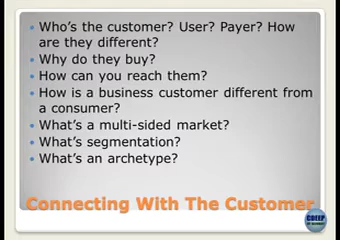 Who's the customer? User? Payer? How
are they different?
Why do they buy?
How can you reach them?
How is a business customer different from
a consumer?
What's a multi-sided market?
What's segmentation?
What's an archetype?
Connecting With The Customer
CDEEP